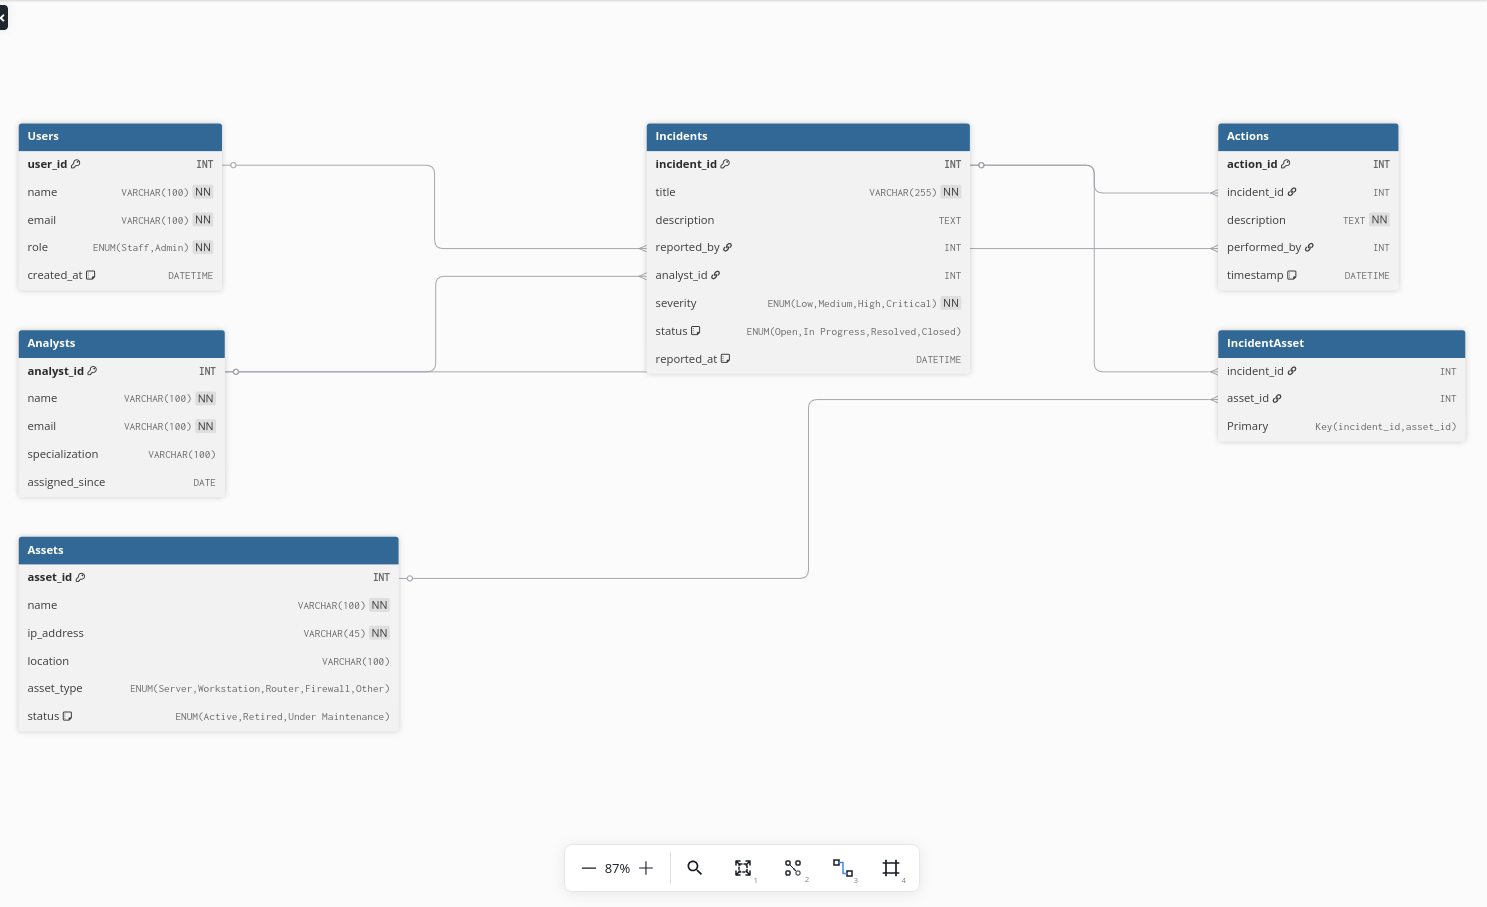 Users
user_id INT
name VARCHAR(100) NN
email VARCHAR(100) NN
role ENUM(Staff,Admin) NN
created_at DATETIME
Analysts
analyst_id INT
name VARCHAR(100) NN
email VARCHAR(100) NN
specialization VARCHAR(100)
assigned_since DATE
Assets
asset_id INT
name VARCHAR(100) NN
ip_address VARCHAR(45) NN
location VARCHAR(100)
asset_type ENUM(Server,Workstation,Router,Firewall,Other)
status ENUM(Active,Retired,Under Maintenance)
Incidents
incident_id INT
title VARCHAR(255) NN
description TEXT
reported_by INT
analyst_id INT
severity ENUM(Low,Medium,High,Critical) NN
status ENUM(Open,In Progress,Resolved,Closed)
reported_at DATETIME
Actions
action_id INT
incident_id INT
description TEXT NN
performed_by INT
timestamp DATETIME
IncidentAsset
incident_id INT
asset_id INT
Primary Key(incident_id,asset_id)
87% 1 2 3 4